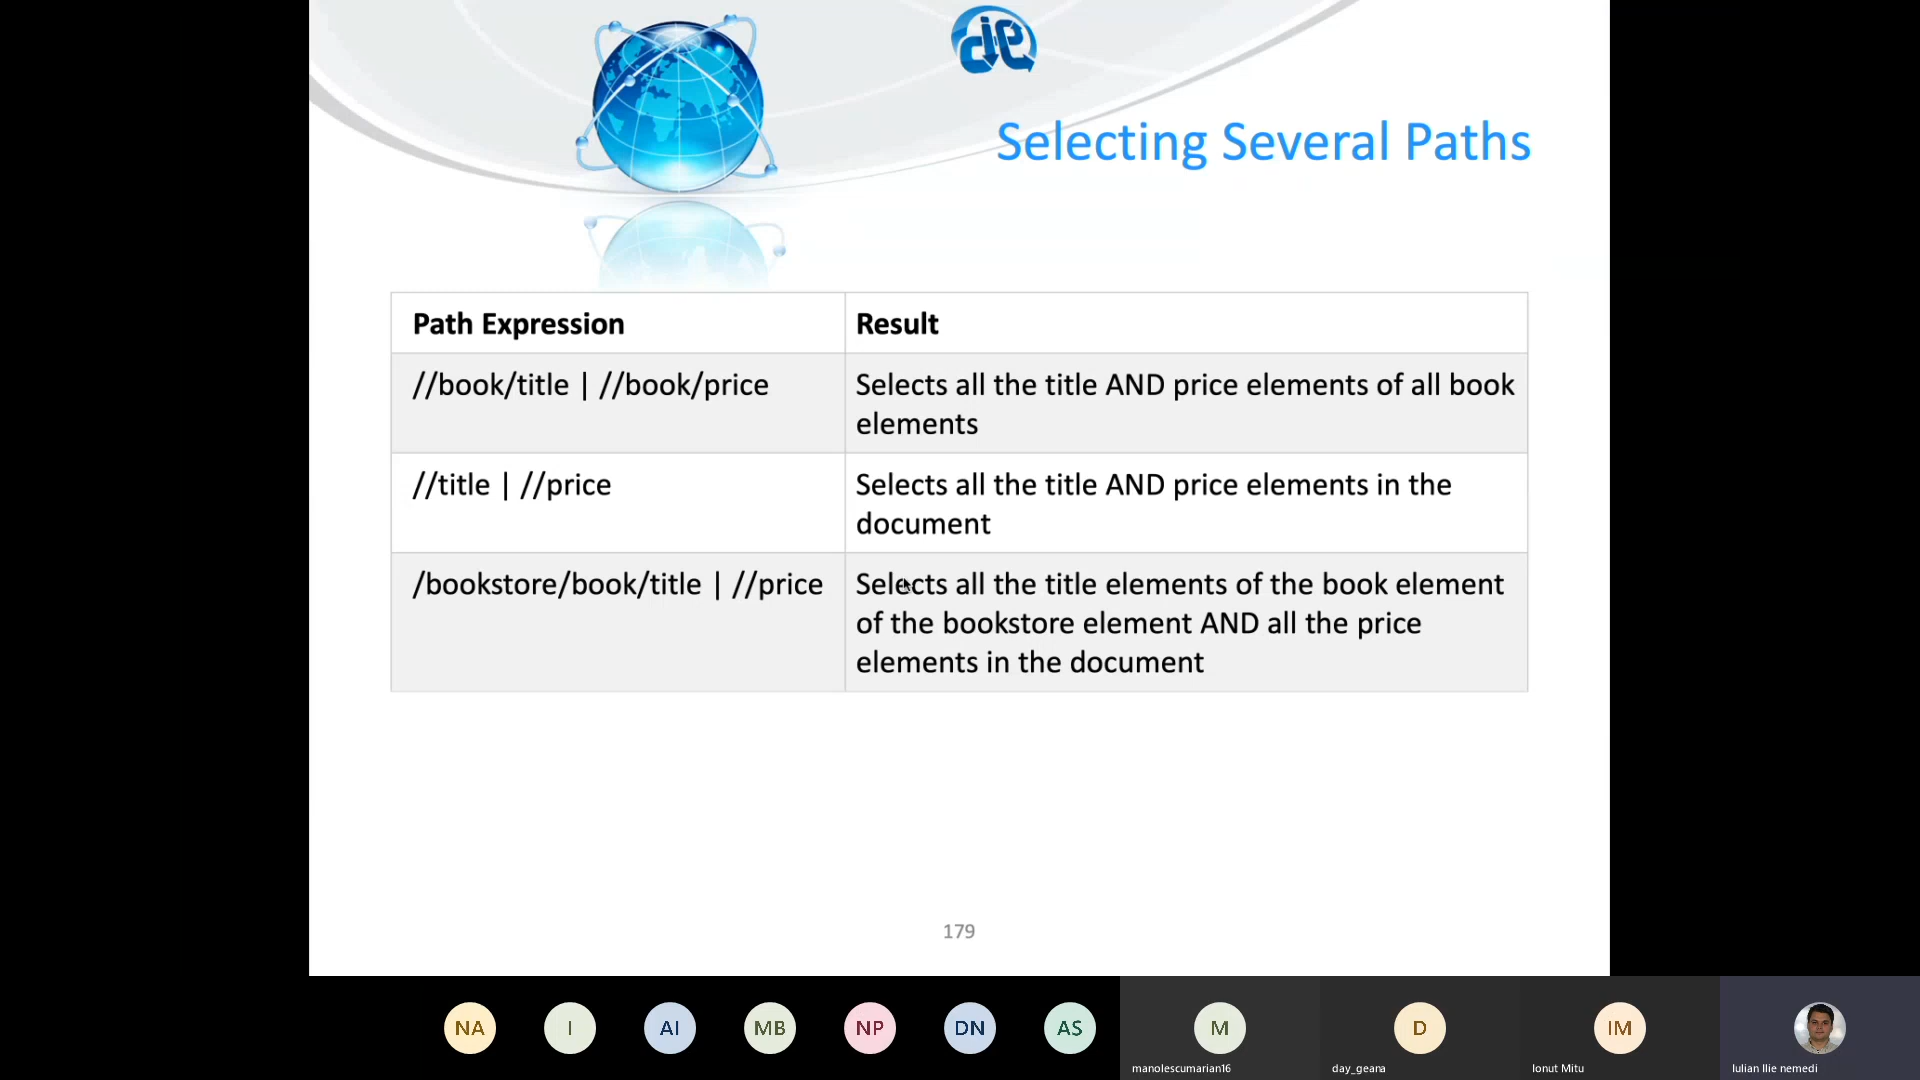 Selecting Several Paths
Path Expression
Result
//book/title | //book/price
Selects all the title AND price elements of all book
elements
//title | //price
Selects all the title AND price elements in the
document
/bookstore/book/title | //price
Selects all the title elements of the book element
of the bookstore element AND all the price
elements in the document
179
NA
I
AI
MB
NP
DN
AS
M
manolescumarian16
D
day_geana
IM
Ionut Mitu
Iulian Ilie nemedi